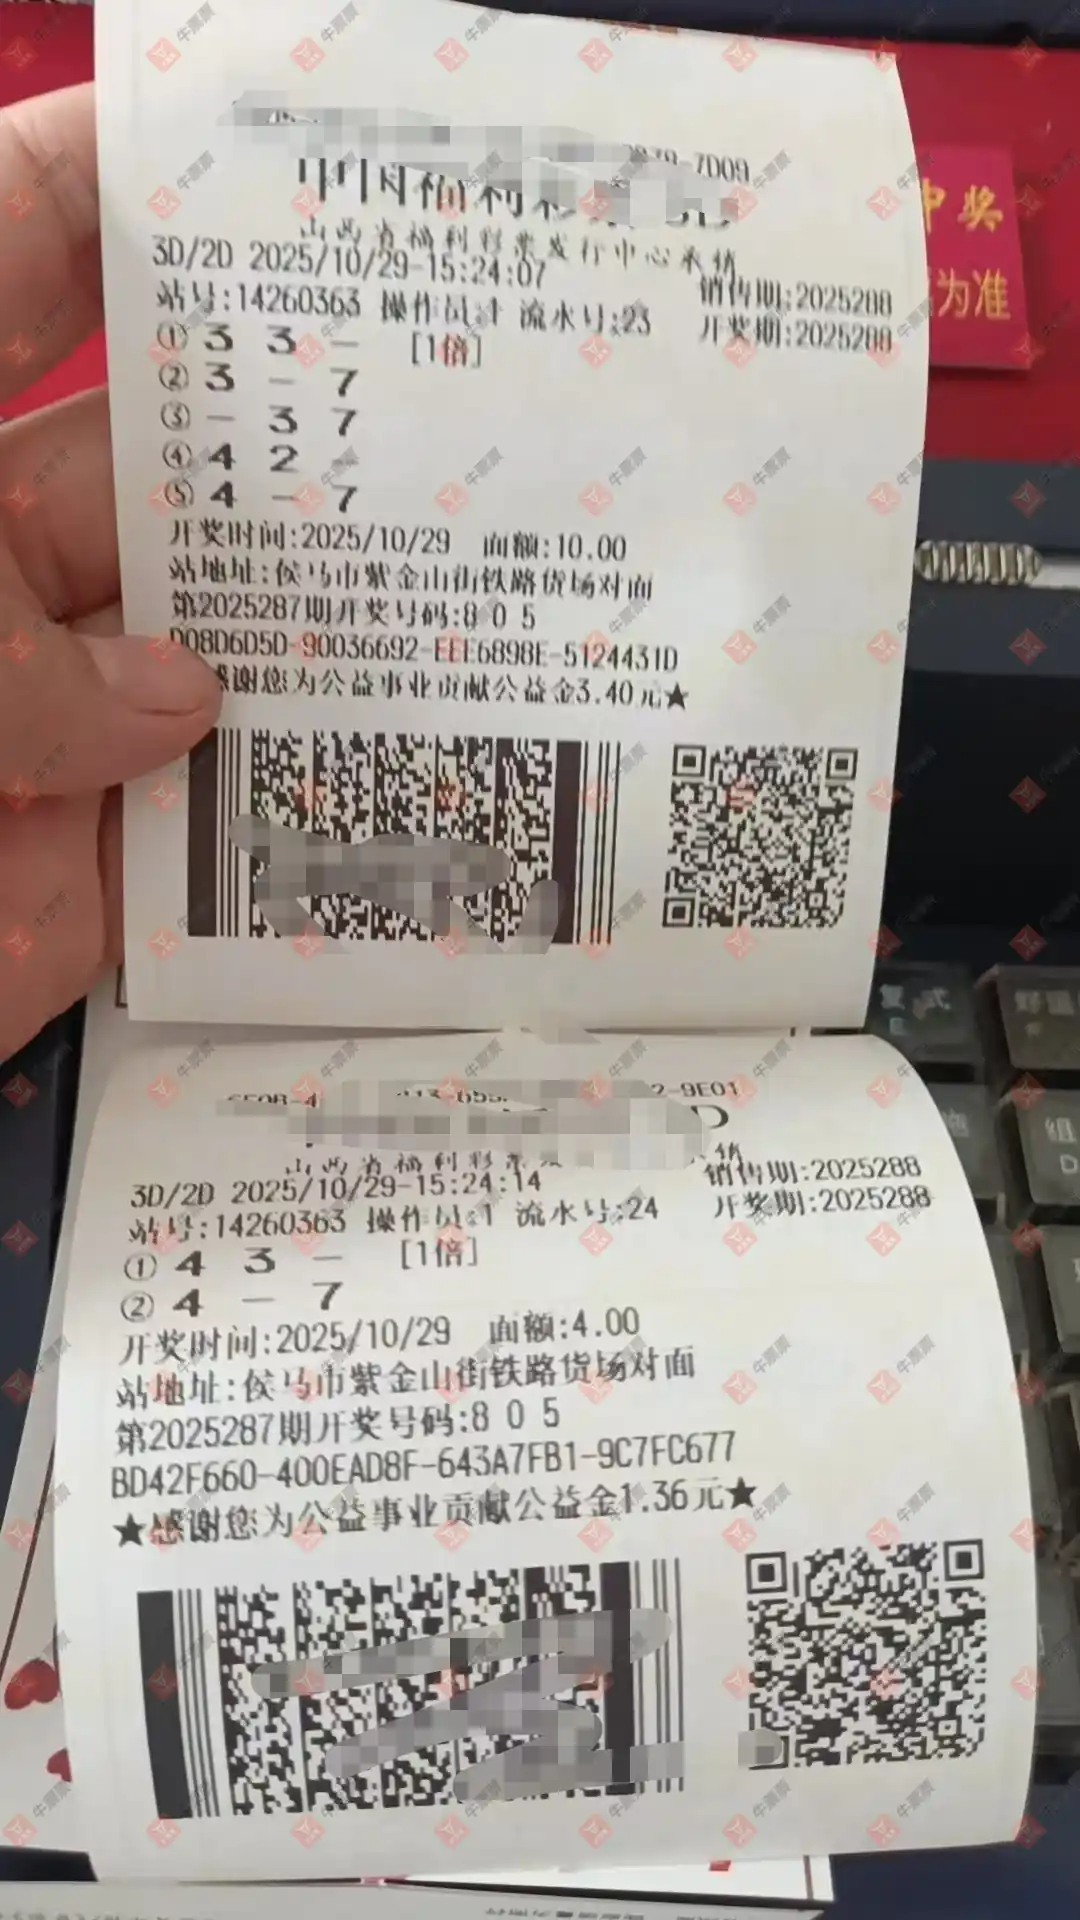 7D09
中国福利彩票
山西省福利彩票发行中心承销
3D/2D 2025/10/29-15:24:07 销售期:2025288
站号:14260363 操作员:1 流水号:23 开奖期:2025288
① 3 3 - [1倍]
② 3 - 7
③ - 3 7
④ 4 2 -
⑤ 4 - 7
开奖时间:2025/10/29 面额:10.00
站地址:侯马市紫金山街铁路货场对面
第2025287期开奖号码:8 0 5
D08D6D5D-90036692-EEE6898E-5124431D
感谢您为公益事业贡献公益金3.40元★
中奖
为准
2-9E01
D
山西省福利彩票发 销
3D/2D 2025/10/29-15:24:14 销售期:2025288
站号:14260363 操作员:1 流水号:24 开奖期:2025288
① 4 3 - [1倍]
② 4 - 7
开奖时间:2025/10/29 面额:4.00
站地址:侯马市紫金山街铁路货场对面
第2025287期开奖号码:8 0 5
BD42F660-400EAD8F-643A7FB1-9C7FC677
★感谢您为公益事业贡献公益金1.36元★
复式
组
牛票票